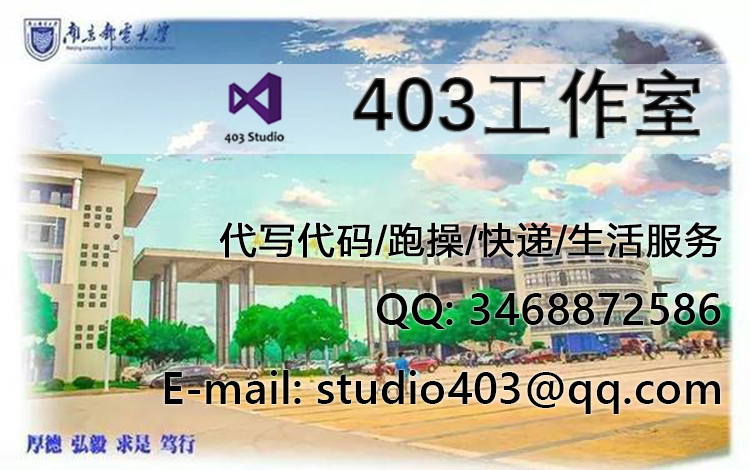 南京邮电大学
403工作室
403 Studio
代写代码/跑操/快递/生活服务
QQ: 3468872586
E-mail: studio403@qq.com
厚德 弘毅 求是 笃行